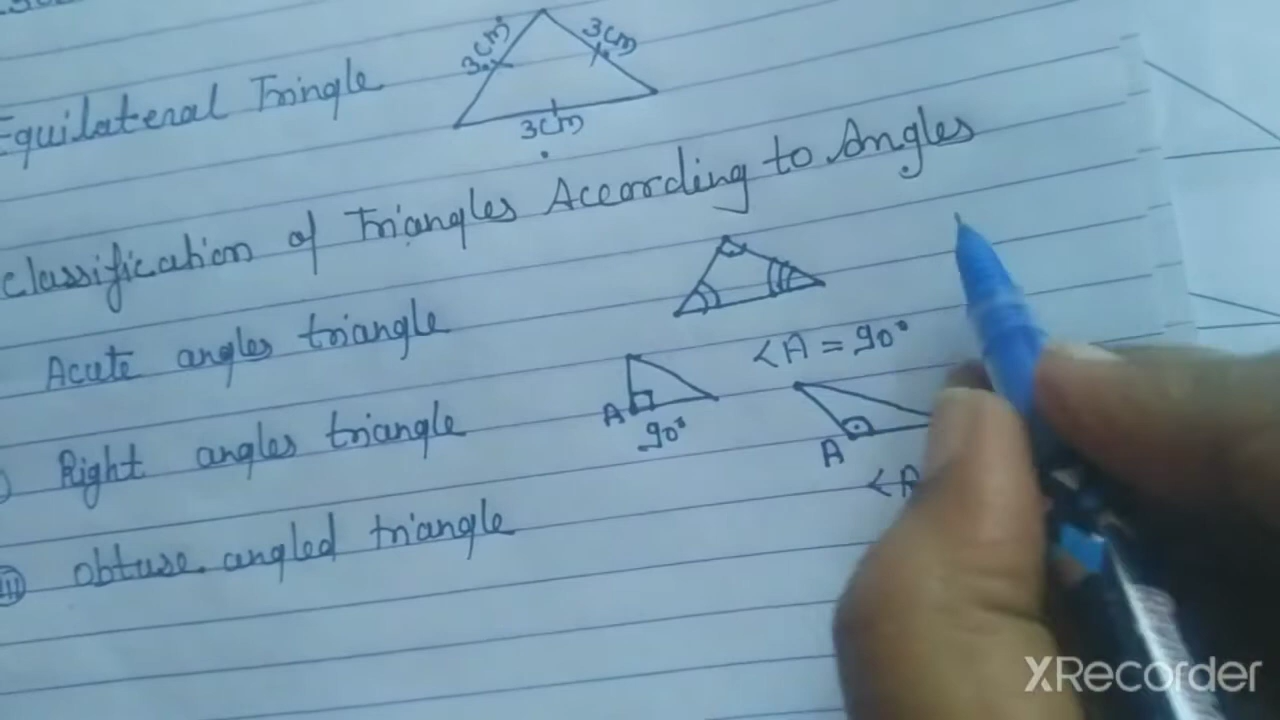 Equilateral Tringle
3cm 3cm
3cm
Classification of Triangles According to Angles
Acute angles triangle
<A = 90°
Right angles triangle
A
90°
A
<A
III obtuse angled triangle
XRecorder